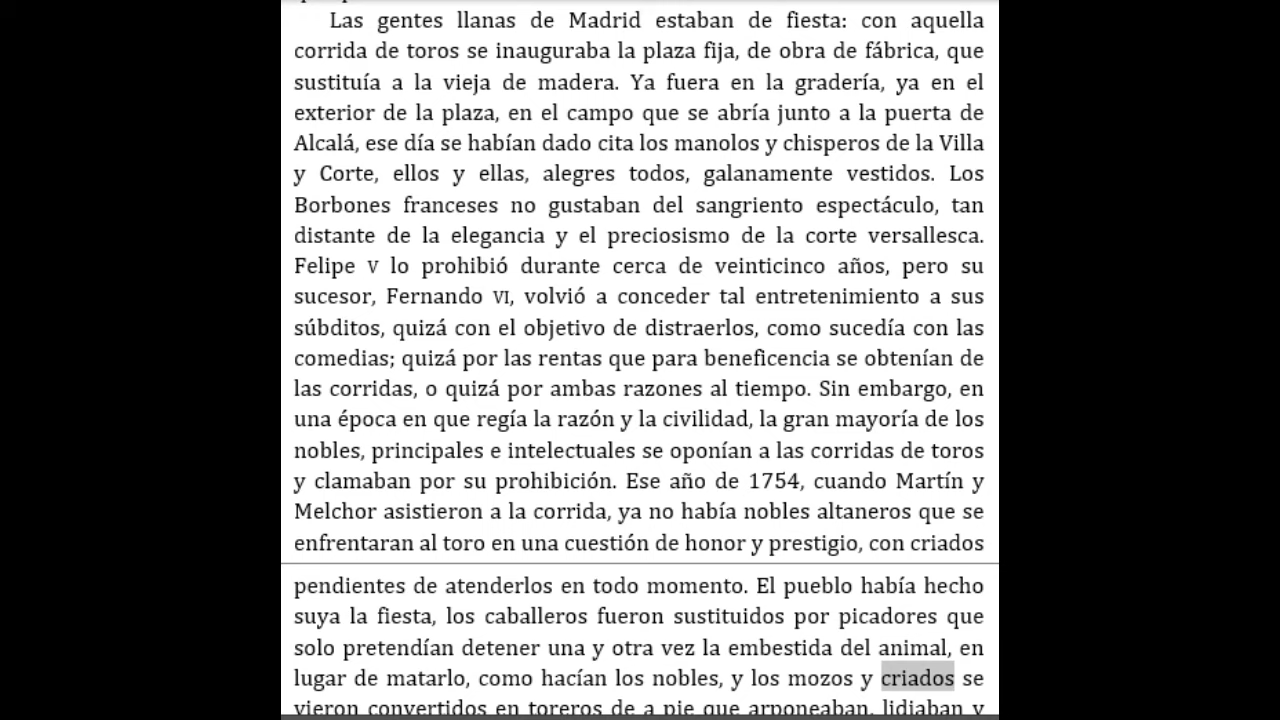 Las gentes llanas de Madrid estaban de fiesta: con aquella
corrida de toros se inauguraba la plaza fija, de obra de fábrica, que
sustituía a la vieja de madera. Ya fuera en la gradería, ya en el
exterior de la plaza, en el campo que se abría junto a la puerta de
Alcalá, ese día se habían dado cita los manolos y chisperos de la Villa
y Corte, ellos y ellas, alegres todos, galanamente vestidos. Los
Borbones franceses no gustaban del sangriento espectáculo, tan
distante de la elegancia y el preciosismo de la corte versallesca.
Felipe V lo prohibió durante cerca de veinticinco años, pero su
sucesor, Fernando VI, volvió a conceder tal entretenimiento a sus
súbditos, quizá con el objetivo de distraerlos, como sucedía con las
comedias; quizá por las rentas que para beneficencia se obtenían de
las corridas, o quizá por ambas razones al tiempo. Sin embargo, en
una época en que regía la razón y la civilidad, la gran mayoría de los
nobles, principales e intelectuales se oponían a las corridas de toros
y clamaban por su prohibición. Ese año de 1754, cuando Martín y
Melchor asistieron a la corrida, ya no había nobles altaneros que se
enfrentaran al toro en una cuestión de honor y prestigio, con criados
pendientes de atenderlos en todo momento. El pueblo había hecho
suya la fiesta, los caballeros fueron sustituidos por picadores que
solo pretendían detener una y otra vez la embestida del animal, en
lugar de matarlo, como hacían los nobles, y los mozos y criados se
vieron convertidos en toreros de a pie que arponeaban, lidiaban y